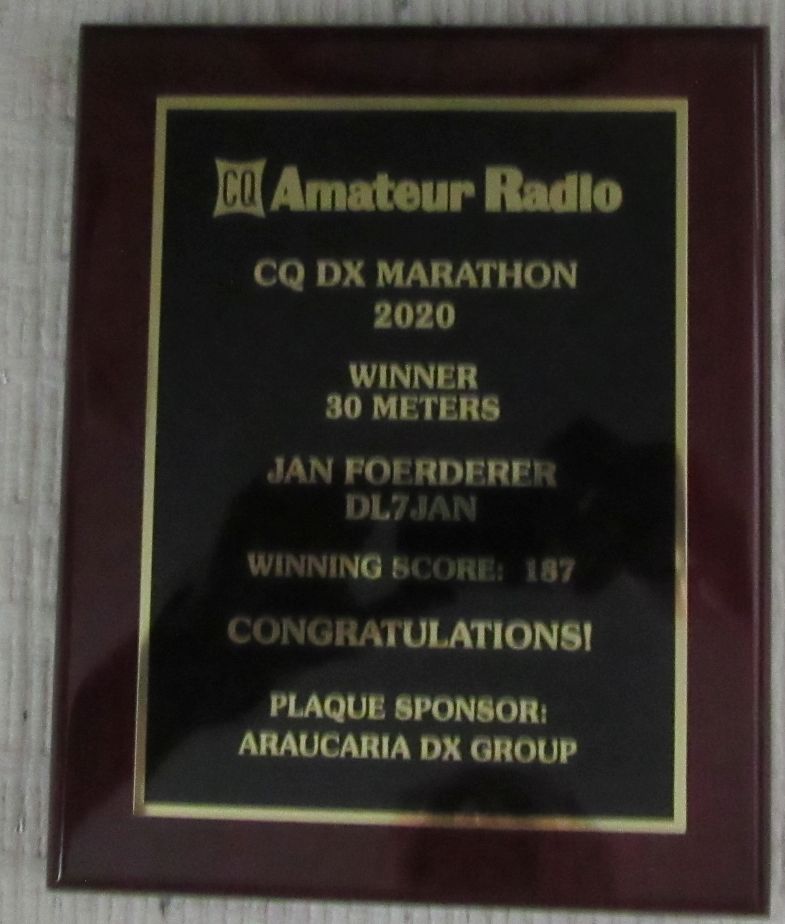 CQ Amateur Radio
CQ DX MARATHON
2020
WINNER
30 METERS
JAN FOERDERER
DL7JAN
WINNING SCORE: 187
CONGRATULATIONS!
PLAQUE SPONSOR:
ARAUCARIA DX GROUP